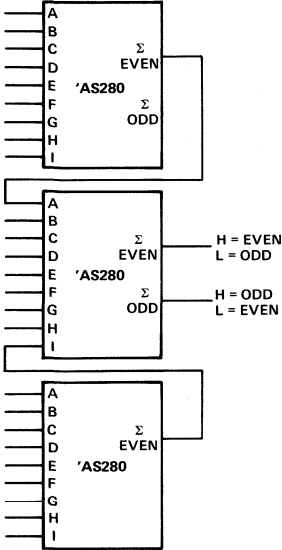 A
B
C
D
E
F
G
H
I
'AS280
Σ
EVEN
Σ
ODD
A
B
C
D
E
F
G
H
I
'AS280
Σ
EVEN
Σ
ODD
H = EVEN
L = ODD
H = ODD
L = EVEN
A
B
C
D
E
F
G
H
I
'AS280
Σ
EVEN